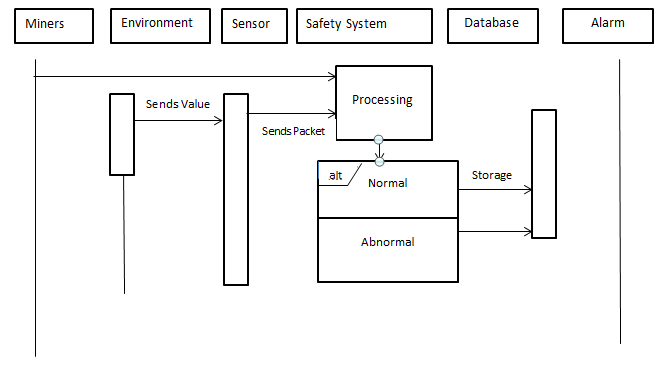 Miners
Environment
Sensor
Safety System
Database
Alarm
Processing
Sends Value
Sends Packet
alt
Normal
Storage
Abnormal